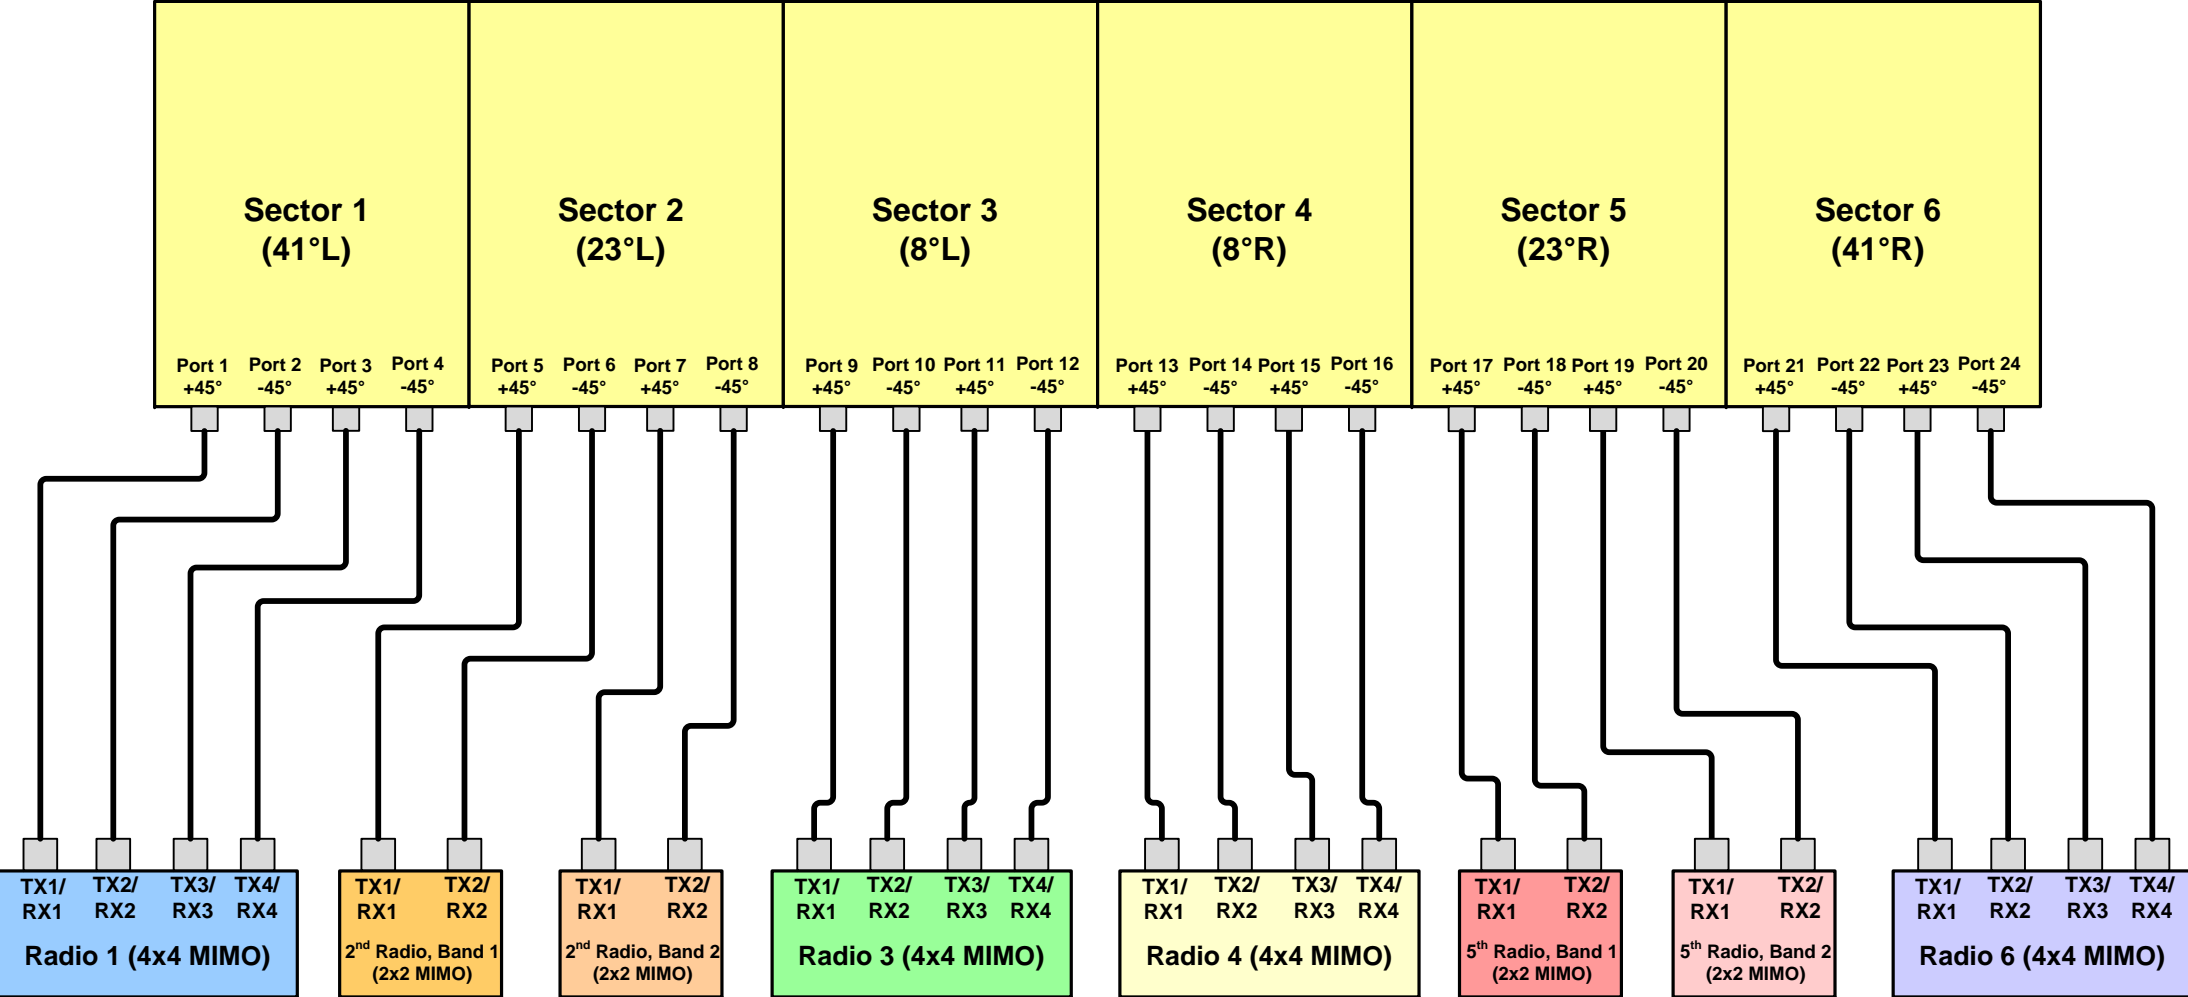 Sector 1
(41°L)
Sector 2
(23°L)
Sector 3
(8°L)
Sector 4
(8°R)
Sector 5
(23°R)
Sector 6
(41°R)
Port 1
+45°
Port 2
-45°
Port 3
+45°
Port 4
-45°
Port 5
+45°
Port 6
-45°
Port 7
+45°
Port 8
-45°
Port 9
+45°
Port 10
-45°
Port 11
+45°
Port 12
-45°
Port 13
+45°
Port 14
-45°
Port 15
+45°
Port 16
-45°
Port 17
+45°
Port 18
-45°
Port 19
+45°
Port 20
-45°
Port 21
+45°
Port 22
-45°
Port 23
+45°
Port 24
-45°
TX1/
RX1
TX2/
RX2
TX3/
RX3
TX4/
RX4
Radio 1 (4x4 MIMO)
TX1/
RX1
TX2/
RX2
2nd Radio, Band 1
(2x2 MIMO)
TX1/
RX1
TX2/
RX2
2nd Radio, Band 2
(2x2 MIMO)
TX1/
RX1
TX2/
RX2
TX3/
RX3
TX4/
RX4
Radio 3 (4x4 MIMO)
TX1/
RX1
TX2/
RX2
TX3/
RX3
TX4/
RX4
Radio 4 (4x4 MIMO)
TX1/
RX1
TX2/
RX2
5th Radio, Band 1
(2x2 MIMO)
TX1/
RX1
TX2/
RX2
5th Radio, Band 2
(2x2 MIMO)
TX1/
RX1
TX2/
RX2
TX3/
RX3
TX4/
RX4
Radio 6 (4x4 MIMO)